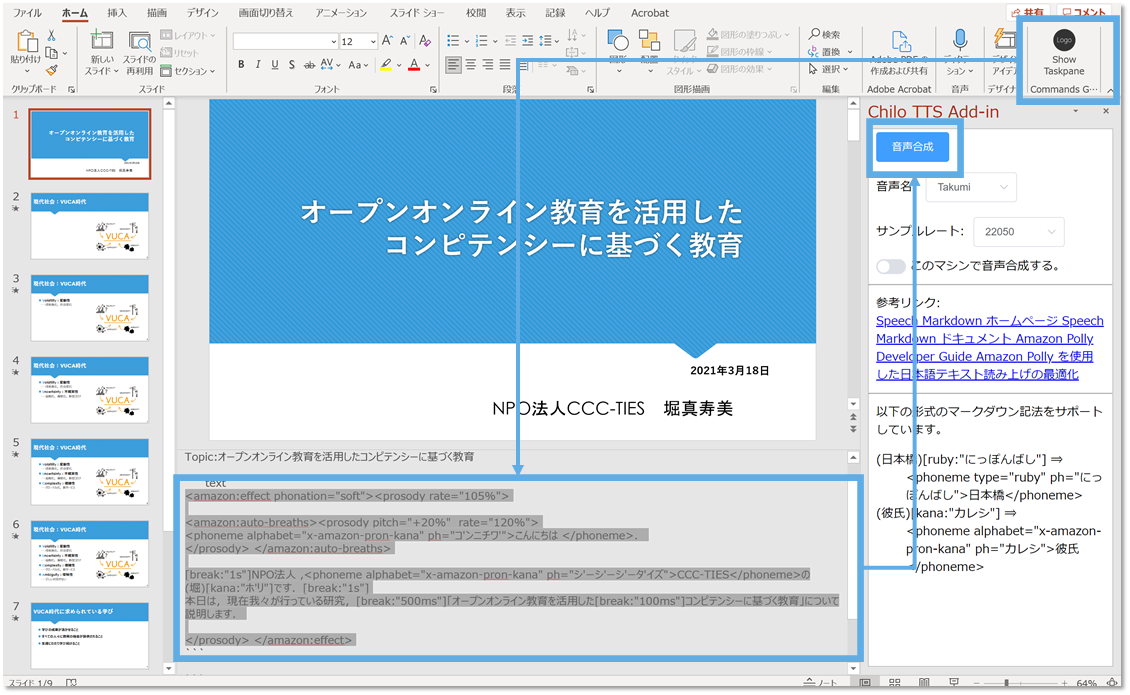 ファイル ホーム 挿入 描画 デザイン 画面切り替え アニメーション スライド ショー 校閲 表示 記録 ヘルプ Acrobat 共有 コメント
貼り付け
新しい
スライド
スライドの
再利用
レイアウト
リセット
セクション
12
B I U S ab AV Aa A
図形
配置
クイック
スタイル
図形の塗りつぶし
図形の枠線
図形の効果
検索
置換
選択
Adobe PDF の
作成および共有
ディクテー
ション
デザイン
アイデア
Logo
Show
Taskpane
クリップボード スライド フォント 段落 図形描画 編集 Adobe Acrobat 音声 デザイナー Commands G…
1
オープンオンライン教育を活用した
コンピテンシーに基づく教育
2
現代社会：VUCA時代
VUCA
3
現代社会：VUCA時代
VUCA
4
現代社会：VUCA時代
VUCA
5
現代社会：VUCA時代
VUCA
6
現代社会：VUCA時代
VUCA
7
VUCA時代に求められている学び
オープンオンライン教育を活用した
コンピテンシーに基づく教育
2021年3月18日
NPO法人CCC-TIES 堀真寿美
Topic:オープンオンライン教育を活用したコンピテンシーに基づく教育
```text
<amazon:effect phonation="soft"><prosody rate="105%">
<amazon:auto-breaths><prosody pitch="+20%" rate="120%">
<phoneme alphabet="x-amazon-pron-kana" ph="コ'ンニチワ'">こんにちは </phoneme>.
</prosody> </amazon:auto-breaths>
[break:"1s"]NPO法人 ,<phoneme alphabet="x-amazon-pron-kana" ph="シ'ーシ'ーシ'ータ'イズ">CCC-TIES</phoneme>の
(堀)[kana:"ホ'リ"]です．[break:"1s"]
本日は，現在我々が行っている研究，[break:"500ms"]「オープンオンライン教育を活用した[break:"100ms"]コンピテンシーに基づく教育」について
説明します．
</prosody> </amazon:effect>
```
Chilo TTS Add-in
音声合成
音声名
Takumi
サンプルレート:
22050
このマシンで音声合成する。
参考リンク:
Speech Markdown ホームページ Speech
Markdown ドキュメント Amazon Polly
Developer Guide Amazon Polly を使用
した日本語テキスト読み上げの最適化
以下の形式のマークダウン記法をサポート
しています。
(日本橋)[ruby:"にっぽんばし"] ⇒
<phoneme type="ruby" ph="にっ
ぽんばし">日本橋</phoneme>
(彼氏)[kana:"カレシ"] ⇒
<phoneme alphabet="x-amazon-
pron-kana" ph="カレシ">彼氏
</phoneme>
スライド 1/9
ノート
64%